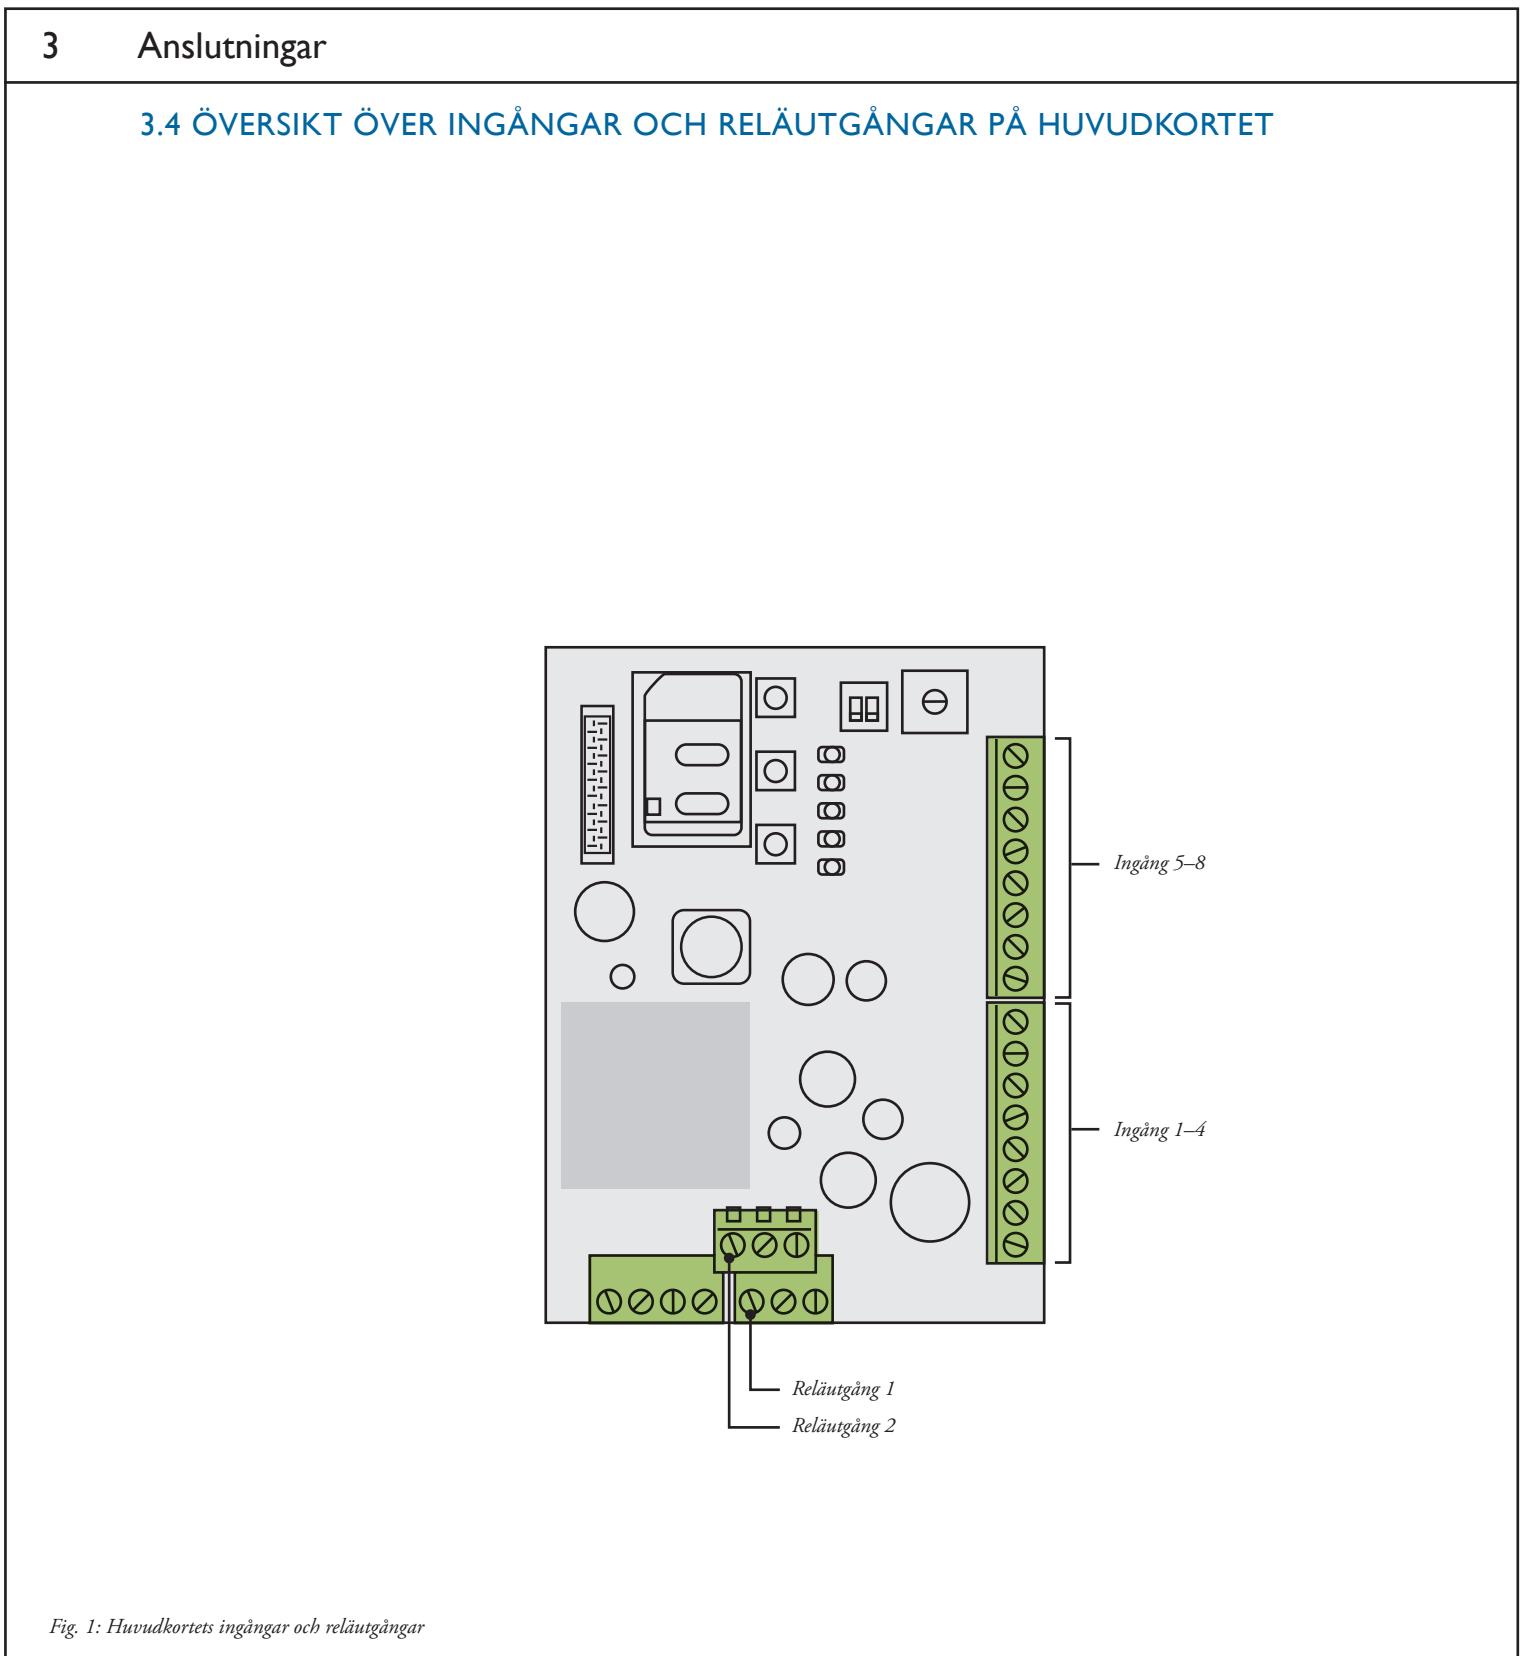 3 Anslutningar
3.4 ÖVERSIKT ÖVER INGÅNGAR OCH RELÄUTGÅNGAR PÅ HUVUDKORTET
Ingång 5–8
Ingång 1–4
Reläutgång 1
Reläutgång 2
Fig. 1: Huvudkortets ingångar och reläutgångar